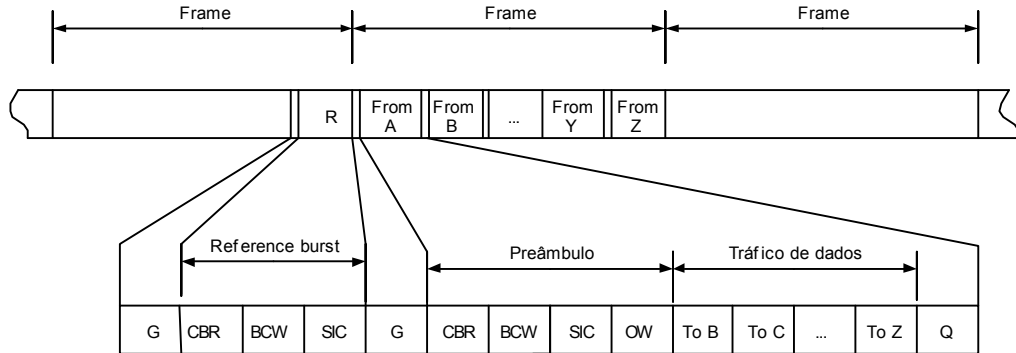 Frame Frame Frame
R From A From B ... From Y From Z
Reference burst Preâmbulo Tráfico de dados
G CBR BCW SIC G CBR BCW SIC OW To B To C ... To Z Q